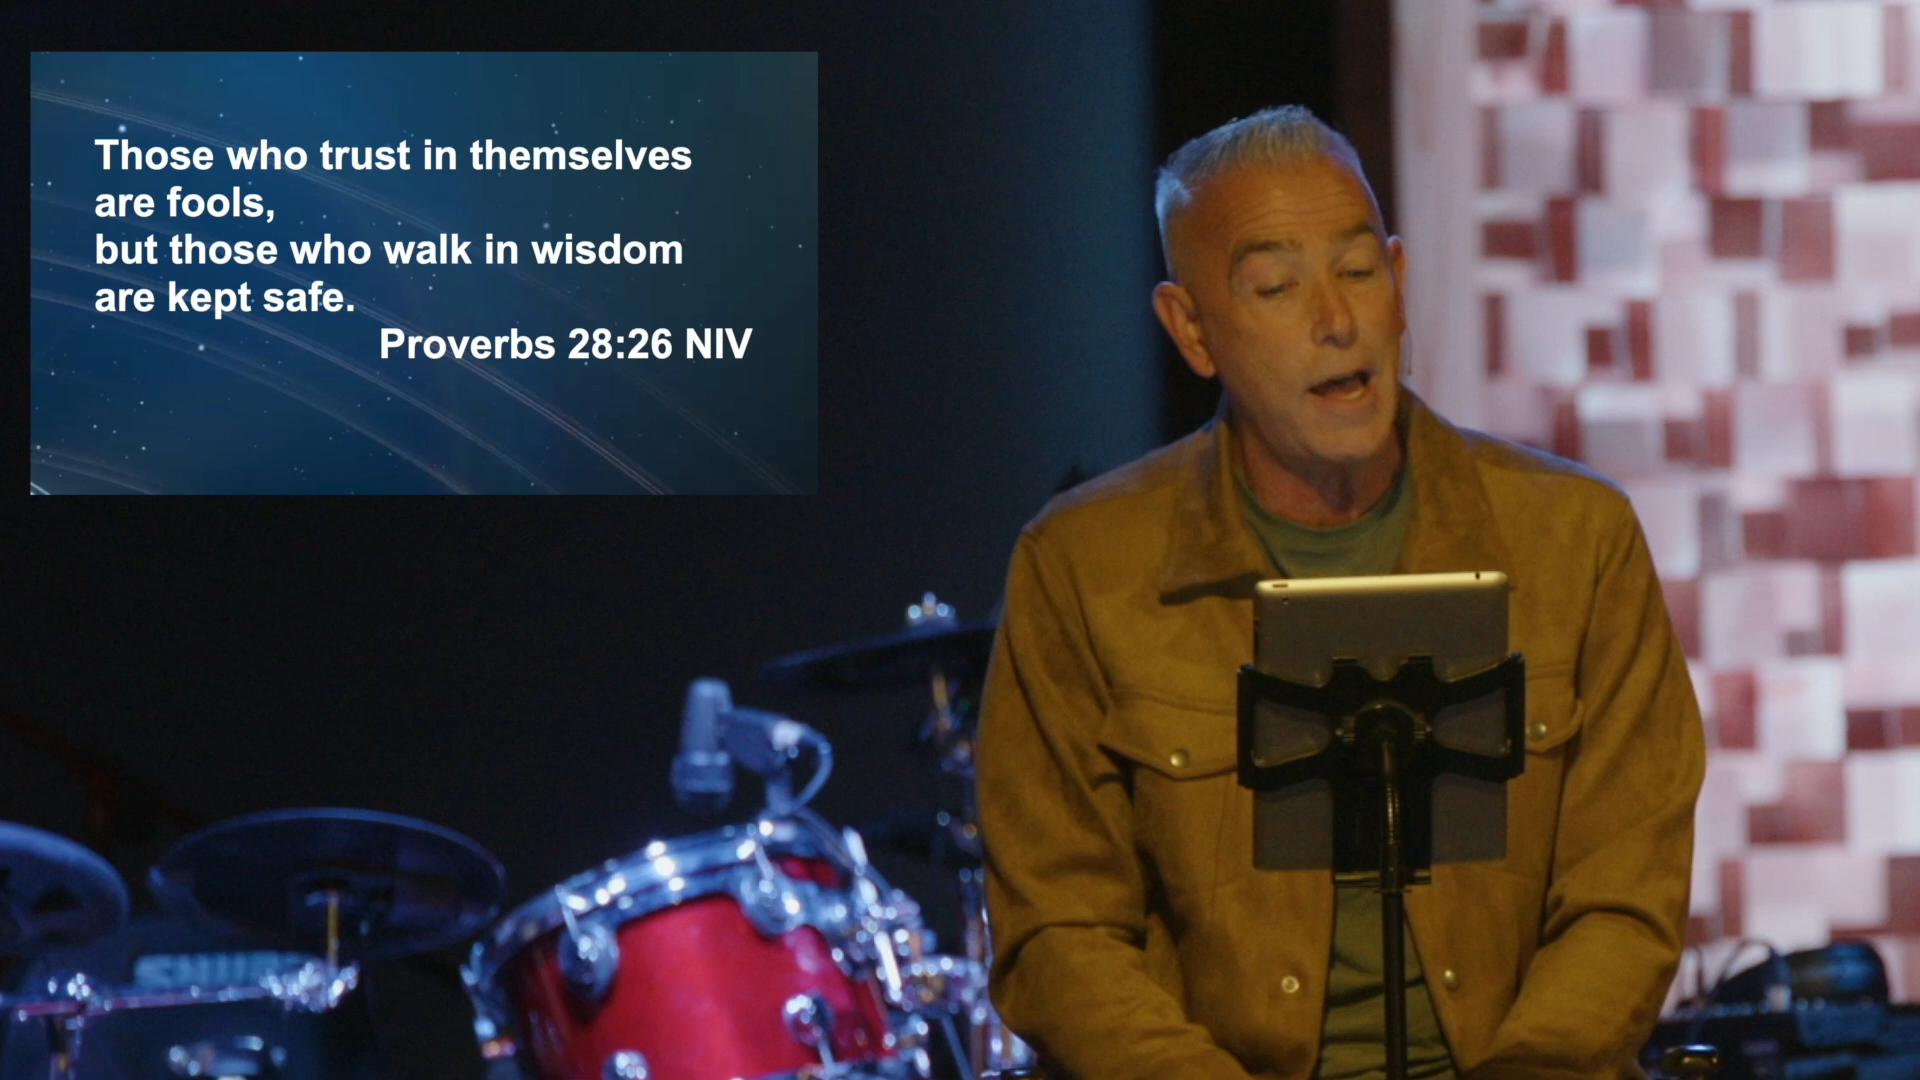 Those who trust in themselves
are fools,
but those who walk in wisdom
are kept safe.
Proverbs 28:26 NIV
SHURE